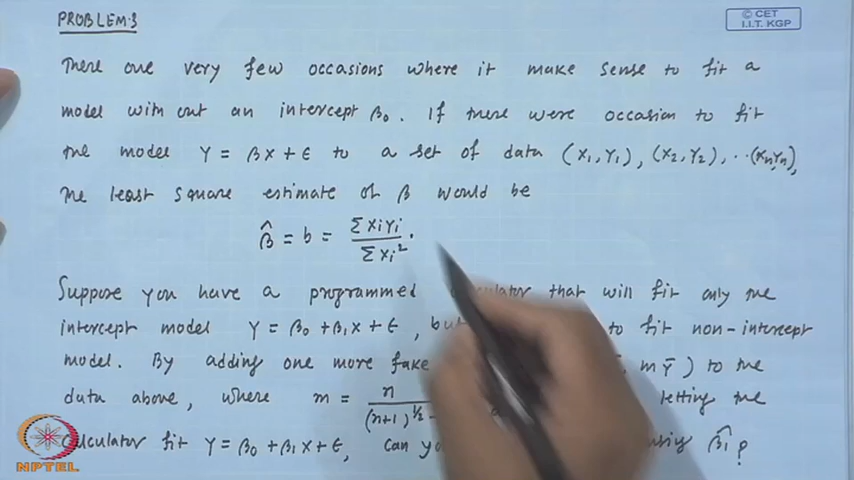 PROBLEM-3
© CET
I.I.T. KGP
There are very few occasions where it make sense to fit a
model with out an intercept β₀. If there were occasion to fit
the model Y = βX + ϵ to a set of data (X₁,Y₁), (X₂,Y₂), ··(Xₙ,Yₙ),
The least square estimate of β would be
β̂ = b = Σ XᵢYᵢ / Σ Xᵢ² .
Suppose you have a programmed that will fit only the
intercept model Y = β₀ + β₁X + ϵ, to fit non-intercept
model. By adding one more fake m Ȳ) to the
data above, where m = n / (n+1)^½ letting the
calculator fit Y = β₀ + β₁X + ϵ, can using β̂₁ ?
NPTEL